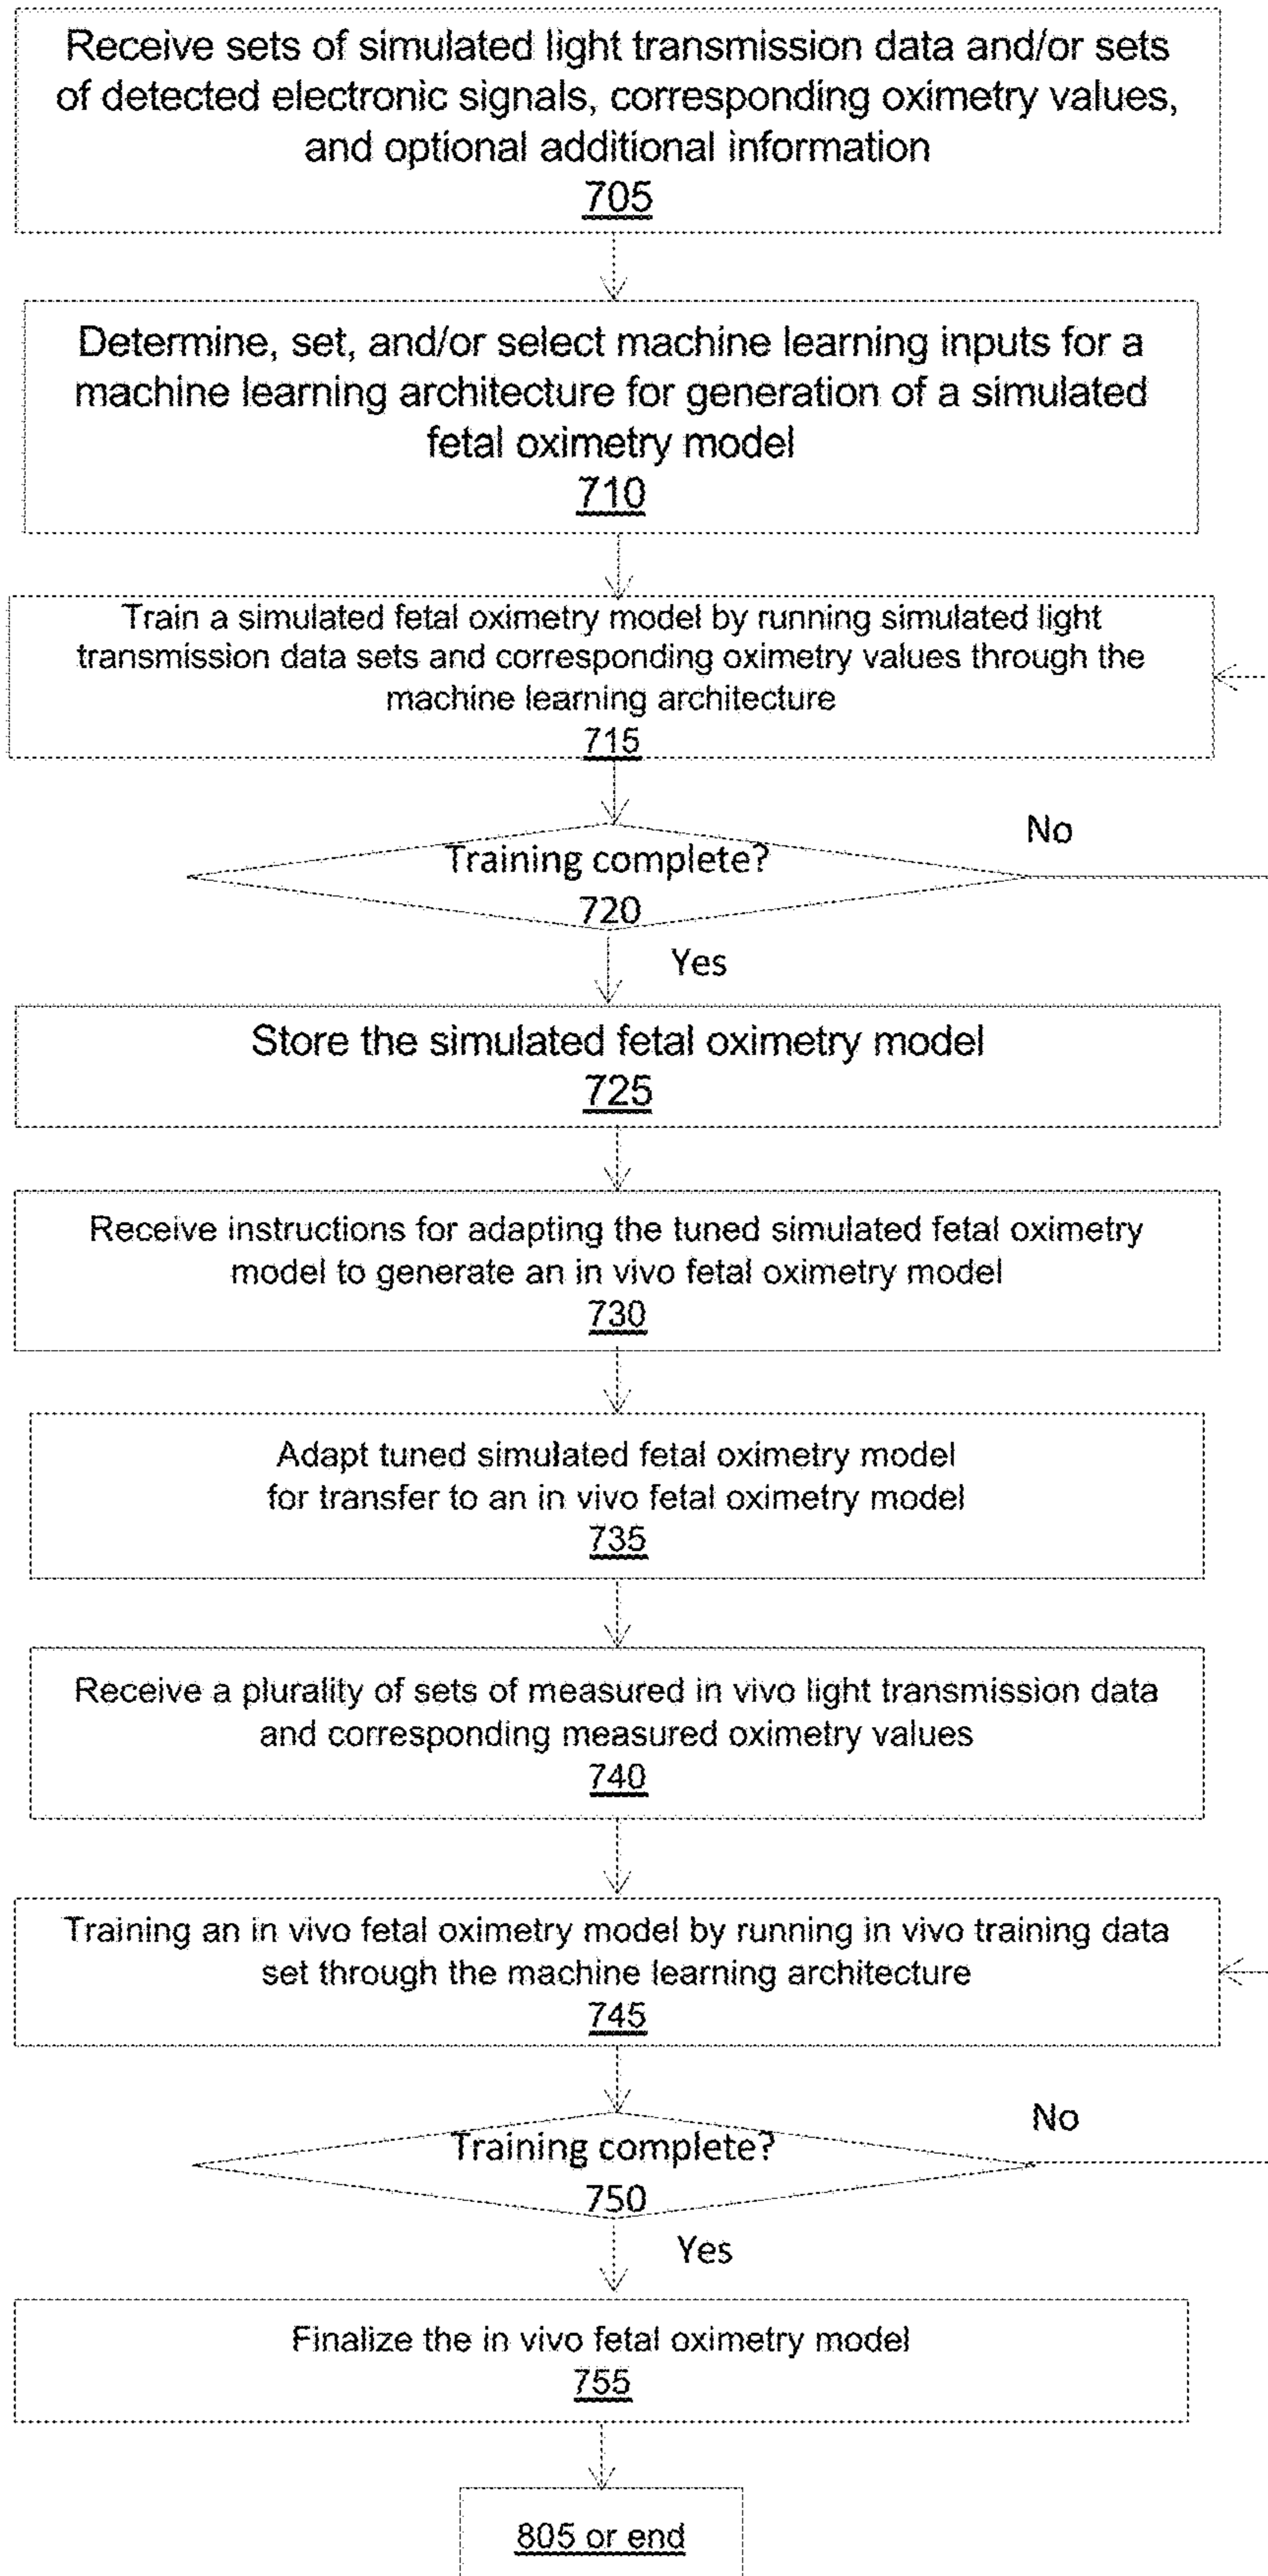 Receive sets of simulated light transmission data and/or sets
of detected electronic signals, corresponding oximetry values,
and optional additional information
705
Determine, set, and/or select machine learning inputs for a
machine learning architecture for generation of a simulated
fetal oximetry model
710
Train a simulated fetal oximetry model by running simulated light
transmission data sets and corresponding oximetry values through the
machine learning architecture
715
Training complete?
720
No
Yes
Store the simulated fetal oximetry model
725
Receive instructions for adapting the tuned simulated fetal oximetry
model to generate an in vivo fetal oximetry model
730
Adapt tuned simulated fetal oximetry model
for transfer to an in vivo fetal oximetry model
735
Receive a plurality of sets of measured in vivo light transmission data
and corresponding measured oximetry values
740
Training an in vivo fetal oximetry model by running in vivo training data
set through the machine learning architecture
745
Training complete?
750
No
Yes
Finalize the in vivo fetal oximetry model
755
805 or end